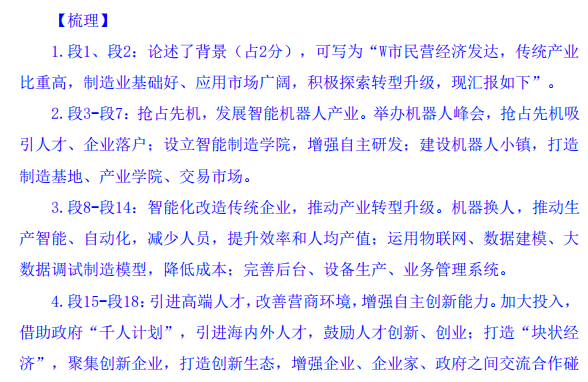 【梳理】
1.段1、段2：论述了背景（占2分），可写为“W市民营经济发达，传统产
业比重高，制造业基础好、应用市场广阔，积极探索转型升级，现汇报如下”。
2.段3-段7：抢占先机，发展智能机器人产业。举办机器人峰会，抢占先机吸
引人才、企业落户；设立智能制造学院，增强自主研发；建设机器人小镇，打造
制造基地、产业学院、交易市场。
3.段8-段14：智能化改造传统企业，推动产业转型升级。机器换人，推动生
产智能、自动化，减少人员，提升效率和人均产值；运用物联网、数据建模、大
数据调试制造模型，降低成本；完善后台、设备生产、业务管理系统。
4.段15-段18：引进高端人才，改善营商环境，增强自主创新能力。加大投入，
借助政府“千人计划”，引进海内外人才，鼓励人才创新、创业；打造“块状经
济”，聚集创新企业，打造创新生态，增强企业、企业家、政府之间交流合作碰